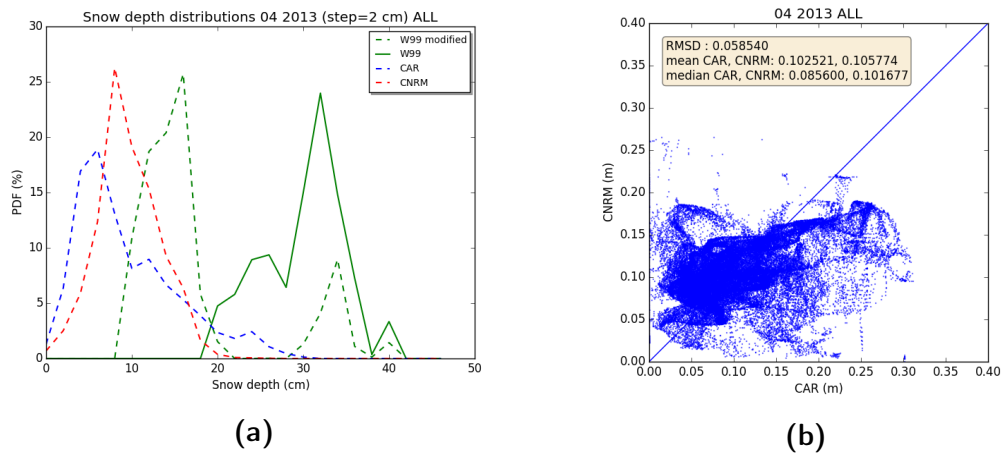 Snow depth distributions 04 2013 (step=2 cm) ALL
30
25
20
15
10
5
0
PDF (%)
W99 modified
W99
CAR
CNRM
0
10
20
30
40
50
Snow depth (cm)
(a)
04 2013 ALL
0.40
0.35
0.30
0.25
0.20
0.15
0.10
0.05
0.00
CNRM (m)
RMSD : 0.058540
mean CAR, CNRM: 0.102521, 0.105774
median CAR, CNRM: 0.085600, 0.101677
0.00
0.05
0.10
0.15
0.20
0.25
0.30
0.35
0.40
CAR (m)
(b)